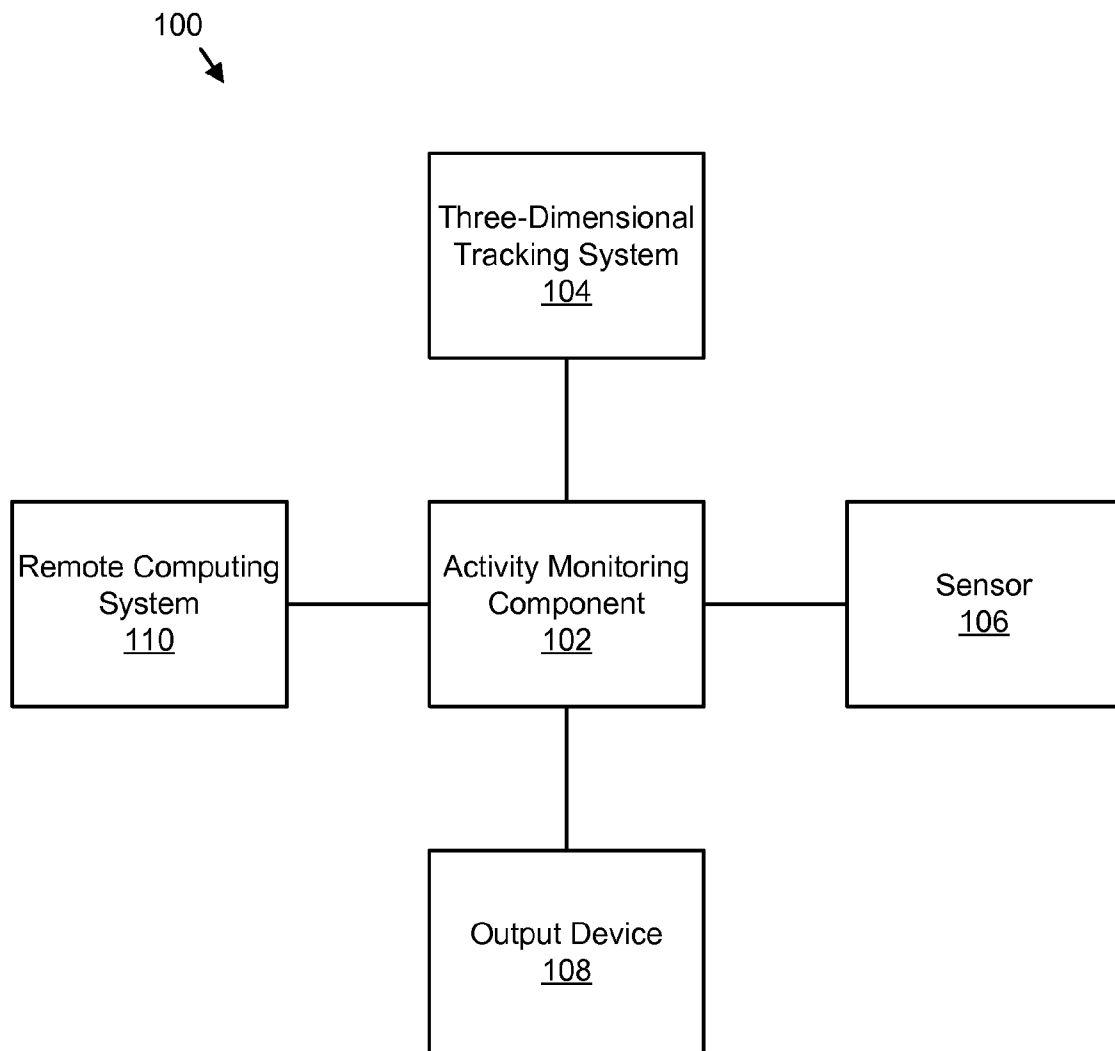 100
Three-Dimensional
Tracking System
104
Remote Computing
System
110
Activity Monitoring
Component
102
Sensor
106
Output Device
108